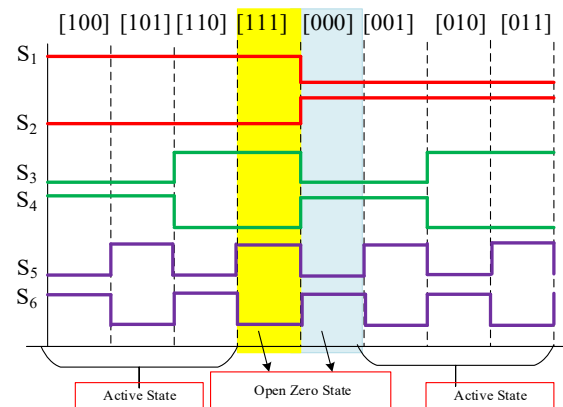 [100] [101] [110] [111] [000] [001] [010] [011]
S1
S2
S3
S4
S5
S6
Active State
Open Zero State
Active State